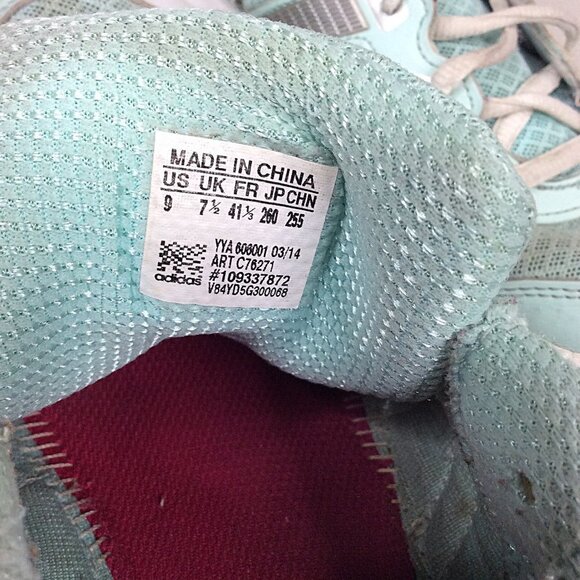 MADE IN CHINA
US UK FR JP CHN
9 7½ 41⅓ 260 255
YYA 606001 03/14
ART C76271
#109337872
adidas V84YD5G300068